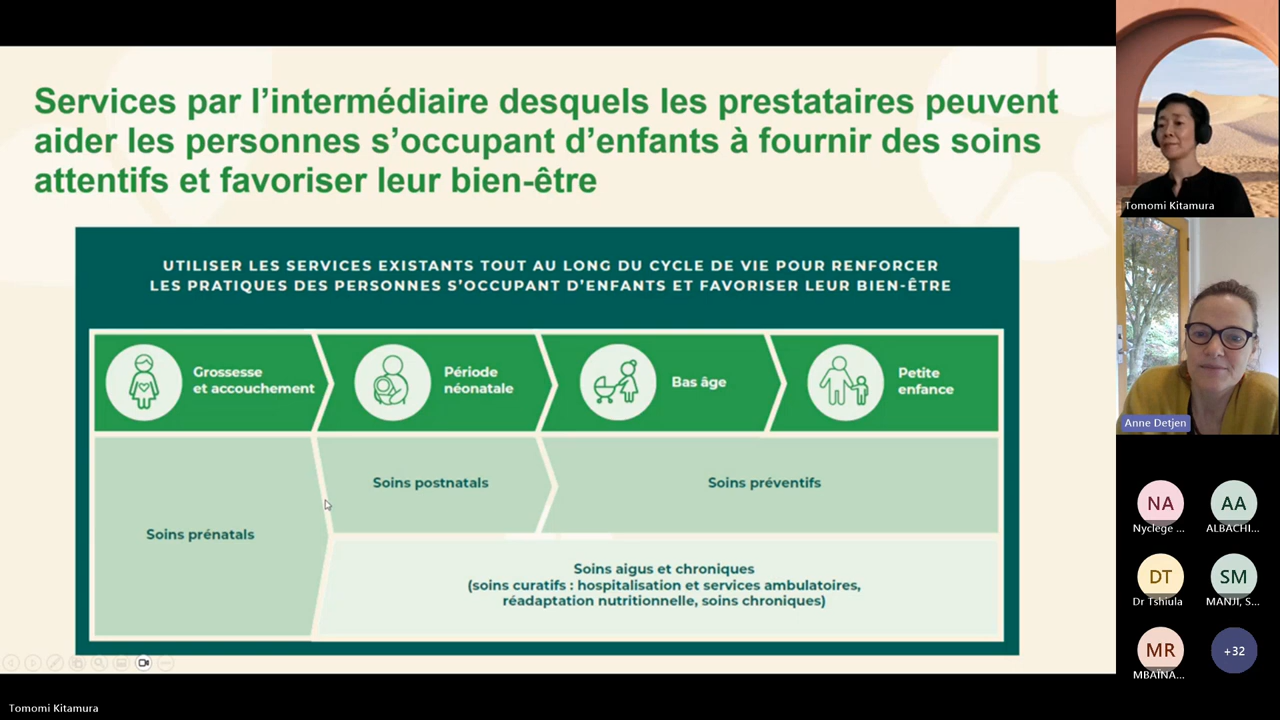 Services par l’intermédiaire desquels les prestataires peuvent
aider les personnes s’occupant d’enfants à fournir des soins
attentifs et favoriser leur bien-être
UTILISER LES SERVICES EXISTANTS TOUT AU LONG DU CYCLE DE VIE POUR RENFORCER
LES PRATIQUES DES PERSONNES S’OCCUPANT D’ENFANTS ET FAVORISER LEUR BIEN-ÊTRE
Grossesse
et accouchement
Période
néonatale
Bas âge
Petite
enfance
Soins prénatals
Soins postnatals
Soins préventifs
Soins aigus et chroniques
(soins curatifs : hospitalisation et services ambulatoires,
réadaptation nutritionnelle, soins chroniques)
Tomomi Kitamura
Anne Detjen
NA
Nyclege ...
AA
ALBACHI...
DT
Dr Tshiula
SM
MANJI, S...
MR
MBAÏNA...
+32
Tomomi Kitamura